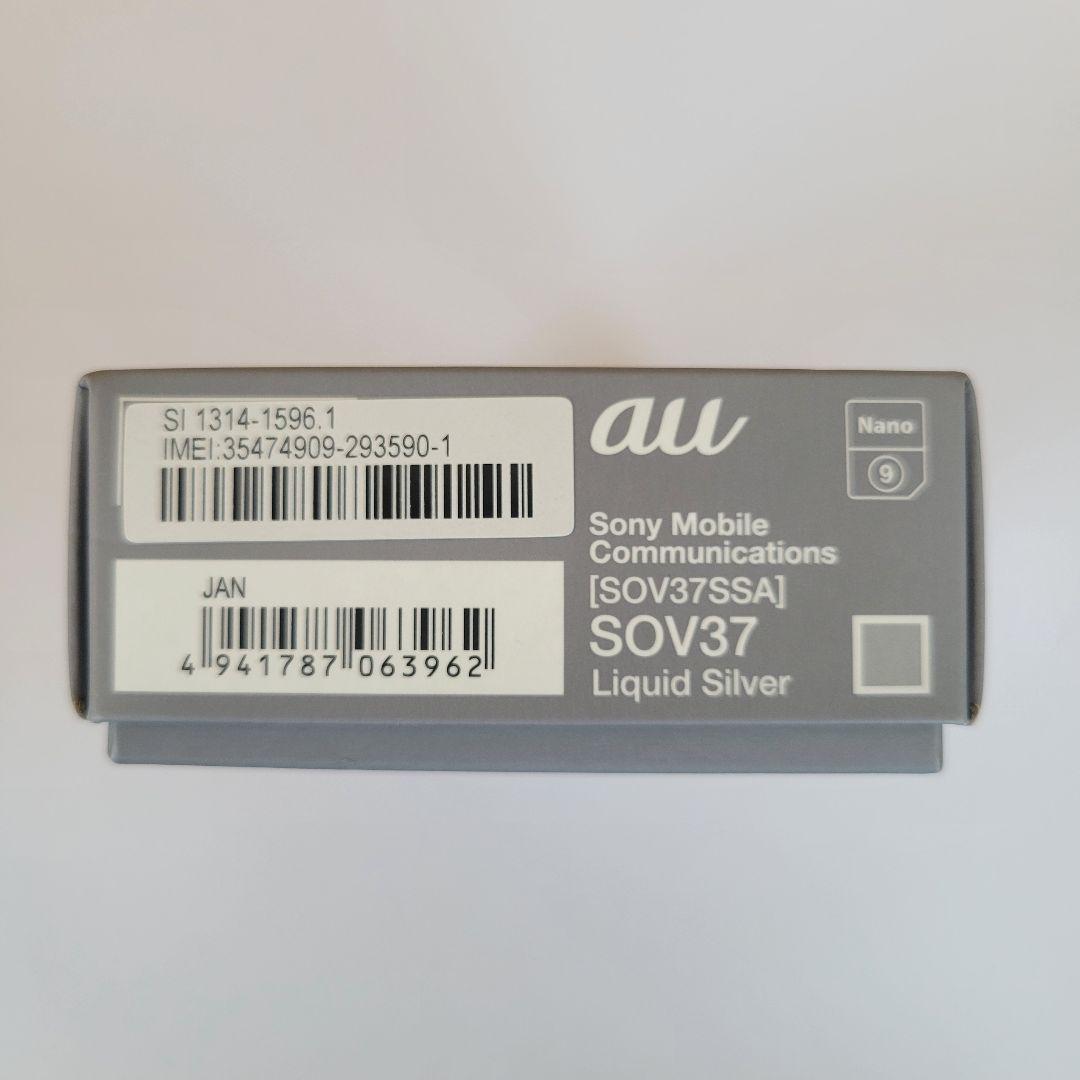 SI 1314-1596.1
IMEI:35474909-293590-1
JAN
4 941787 063962
au
Nano
9
Sony Mobile
Communications
[SOV37SSA]
SOV37
Liquid Silver